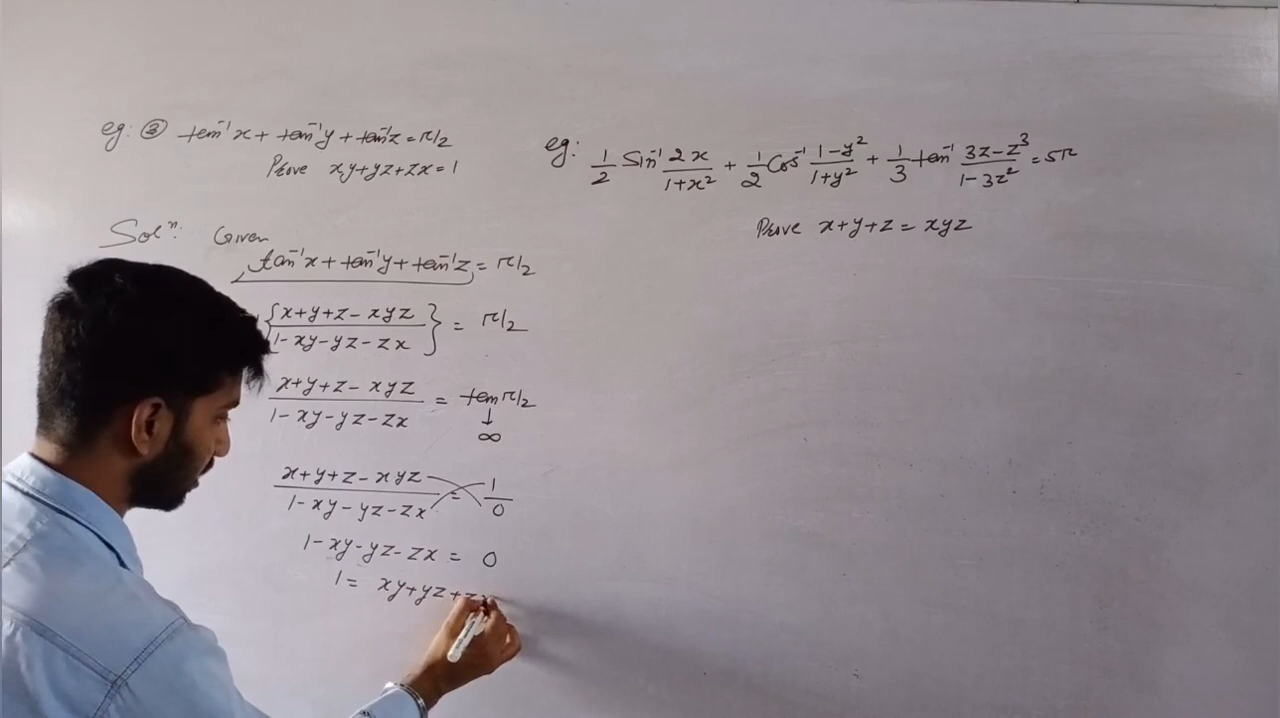 eg: ③ tan⁻¹x + tan⁻¹y + tan⁻¹z = π/2
Prove xy+yz+zx = 1
Solⁿ: Given
tan⁻¹x + tan⁻¹y + tan⁻¹z = π/2
{x+y+z-xyz / 1-xy-yz-zx} = π/2
x+y+z-xyz / 1-xy-yz-zx = tan π/2
↓
∞
x+y+z-xyz / 1-xy-yz-zx = 1/0
1-xy-yz-zx = 0
1 = xy+yz+zx
eg: 1/2 Sin⁻¹ 2x/1+x² + 1/2 Cos⁻¹ 1-y²/1+y² + 1/3 tan⁻¹ 3z-z³/1-3z² = 5π
Prove x+y+z = xyz